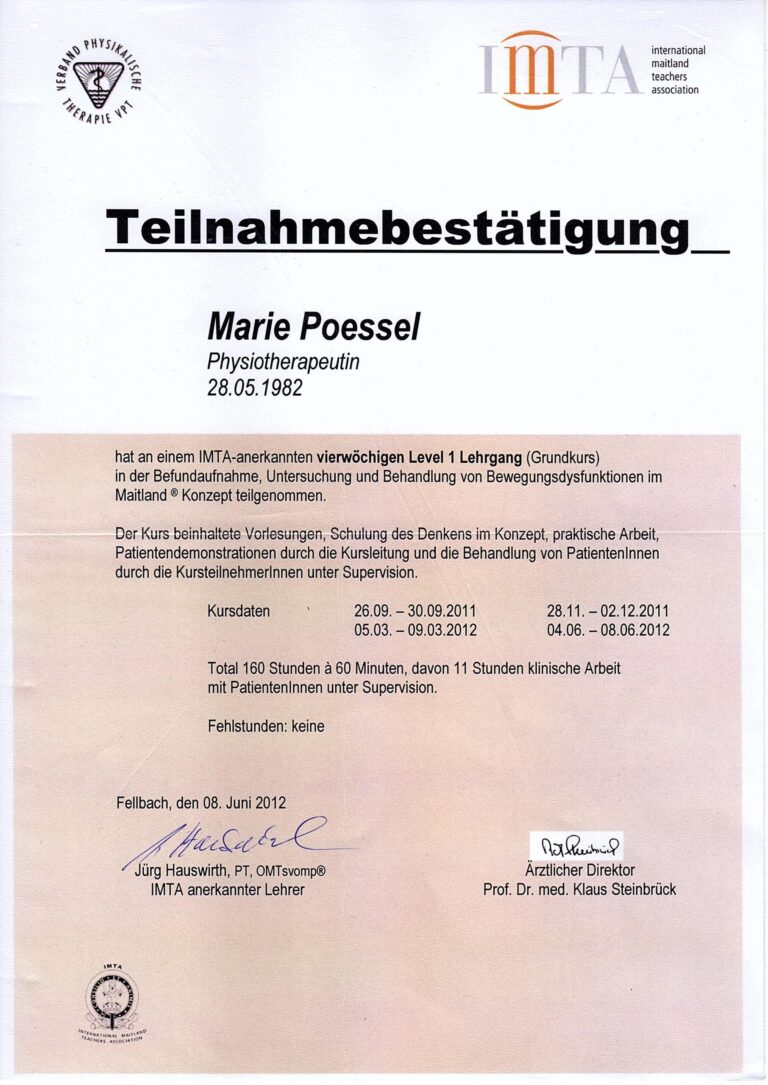 VERBAND PHYSIKALISCHE
THERAPIE VPT
IMTA
international
maitland
teachers
association
Teilnahmebestätigung
Marie Poessel
Physiotherapeutin
28.05.1982
hat an einem IMTA-anerkannten vierwöchigen Level 1 Lehrgang (Grundkurs)
in der Befundaufnahme, Untersuchung und Behandlung von Bewegungsdysfunktionen im
Maitland ® Konzept teilgenommen.
Der Kurs beinhaltete Vorlesungen, Schulung des Denkens im Konzept, praktische Arbeit,
Patientendemonstrationen durch die Kursleitung und die Behandlung von PatientenInnen
durch die KursteilnehmerInnen unter Supervision.
Kursdaten 26.09. – 30.09.2011 28.11. – 02.12.2011
05.03. – 09.03.2012 04.06. – 08.06.2012
Total 160 Stunden à 60 Minuten, davon 11 Stunden klinische Arbeit
mit PatientenInnen unter Supervision.
Fehlstunden: keine
Fellbach, den 08. Juni 2012
Jürg Hauswirth, PT, OMTsvomp®
IMTA anerkannter Lehrer
Ärztlicher Direktor
Prof. Dr. med. Klaus Steinbrück
IMTA
INTERNATIONAL MAITLAND
TEACHERS ASSOCIATION